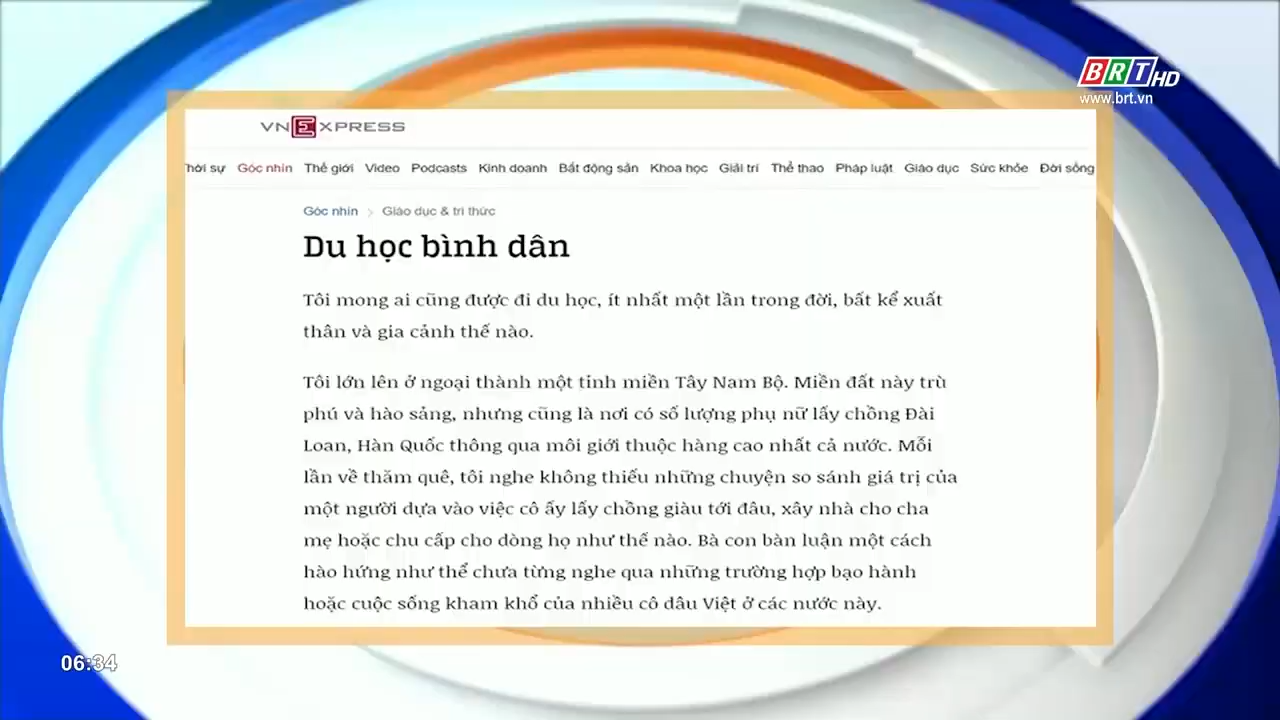 BRT HD
www.brt.vn
VNEXPRESS
hời sự Góc nhìn Thế giới Video Podcasts Kinh doanh Bất động sản Khoa học Giải trí Thể thao Pháp luật Giáo dục Sức khỏe Đời sống
Góc nhìn > Giáo dục & tri thức
Du học bình dân
Tôi mong ai cũng được đi du học, ít nhất một lần trong đời, bất kể xuất
thân và gia cảnh thế nào.
Tôi lớn lên ở ngoại thành một tỉnh miền Tây Nam Bộ. Miền đất này trù
phú và hào sảng, nhưng cũng là nơi có số lượng phụ nữ lấy chồng Đài
Loan, Hàn Quốc thông qua môi giới thuộc hàng cao nhất cả nước. Mỗi
lần về thăm quê, tôi nghe không thiếu những chuyện so sánh giá trị của
một người dựa vào việc cô ấy lấy chồng giàu tới đâu, xây nhà cho cha
mẹ hoặc chu cấp cho dòng họ như thế nào. Bà con bàn luận một cách
hào hứng như thể chưa từng nghe qua những trường hợp bạo hành
hoặc cuộc sống kham khổ của nhiều cô dâu Việt ở các nước này.
06:34